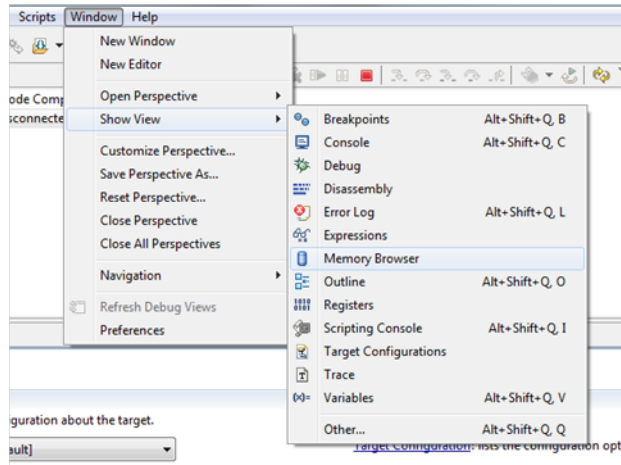 Scripts Window Help
New Window
New Editor
Open Perspective
Show View
Customize Perspective...
Save Perspective As...
Reset Perspective...
Close Perspective
Close All Perspectives
Navigation
Refresh Debug Views
Preferences
ode Comp
sconnecte
Breakpoints Alt+Shift+Q, B
Console Alt+Shift+Q, C
Debug
Disassembly
Error Log Alt+Shift+Q, L
Expressions
Memory Browser
Outline Alt+Shift+Q, O
Registers
Scripting Console Alt+Shift+Q, I
Target Configurations
Trace
Variables Alt+Shift+Q, V
Other... Alt+Shift+Q, Q
guration about the target.
ault]
Target Configuration: lists the configuration opt